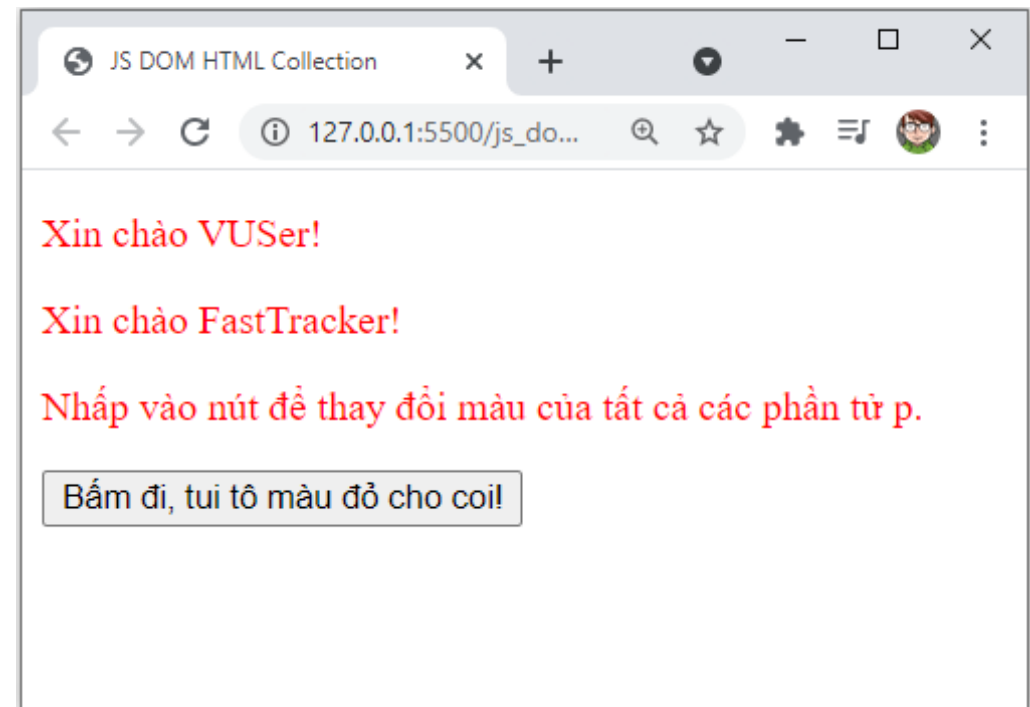 JS DOM HTML Collection
127.0.0.1:5500/js_do...
Xin chào VUSer!
Xin chào FastTracker!
Nhấp vào nút để thay đổi màu của tất cả các phần tử p.
Bấm đi, tui tô màu đỏ cho coi!